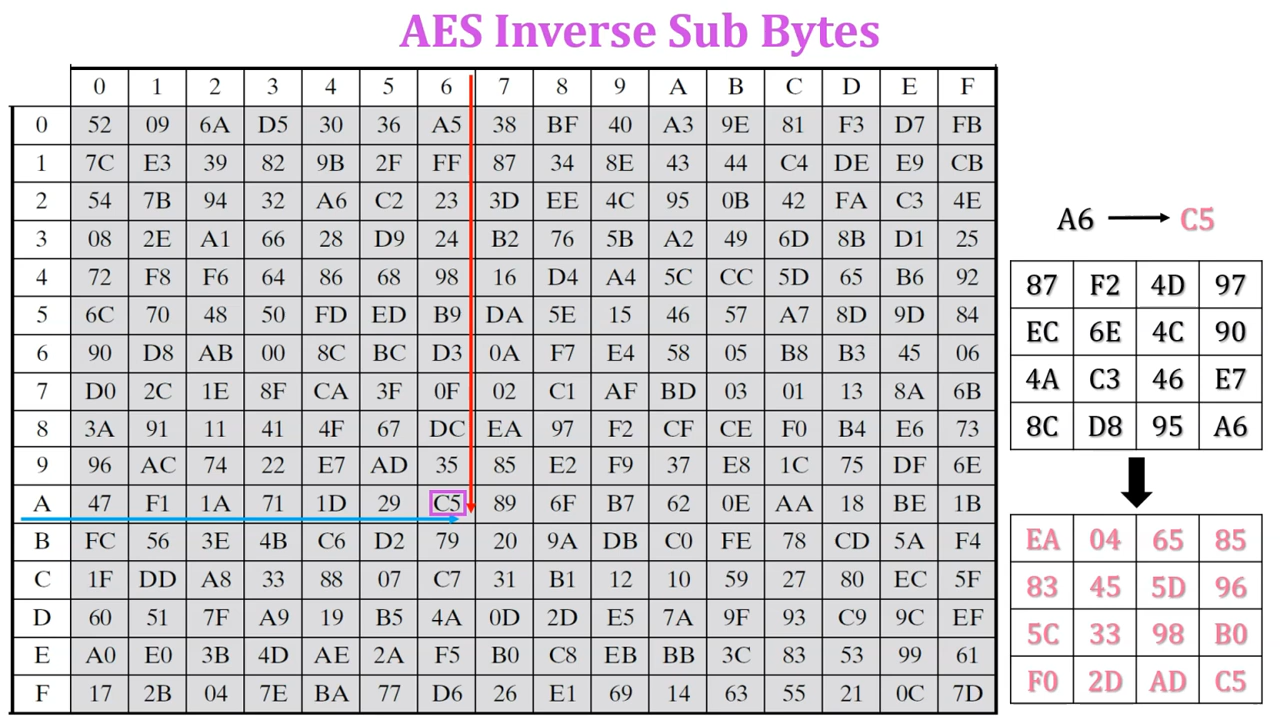 AES Inverse Sub Bytes
0 1 2 3 4 5 6 7 8 9 A B C D E F
0 52 09 6A D5 30 36 A5 38 BF 40 A3 9E 81 F3 D7 FB
1 7C E3 39 82 9B 2F FF 87 34 8E 43 44 C4 DE E9 CB
2 54 7B 94 32 A6 C2 23 3D EE 4C 95 0B 42 FA C3 4E
3 08 2E A1 66 28 D9 24 B2 76 5B A2 49 6D 8B D1 25
4 72 F8 F6 64 86 68 98 16 D4 A4 5C CC 5D 65 B6 92
5 6C 70 48 50 FD ED B9 DA 5E 15 46 57 A7 8D 9D 84
6 90 D8 AB 00 8C BC D3 0A F7 E4 58 05 B8 B3 45 06
7 D0 2C 1E 8F CA 3F 0F 02 C1 AF BD 03 01 13 8A 6B
8 3A 91 11 41 4F 67 DC EA 97 F2 CF CE F0 B4 E6 73
9 96 AC 74 22 E7 AD 35 85 E2 F9 37 E8 1C 75 DF 6E
A 47 F1 1A 71 1D 29 C5 89 6F B7 62 0E AA 18 BE 1B
B FC 56 3E 4B C6 D2 79 20 9A DB C0 FE 78 CD 5A F4
C 1F DD A8 33 88 07 C7 31 B1 12 10 59 27 80 EC 5F
D 60 51 7F A9 19 B5 4A 0D 2D E5 7A 9F 93 C9 9C EF
E A0 E0 3B 4D AE 2A F5 B0 C8 EB BB 3C 83 53 99 61
F 17 2B 04 7E BA 77 D6 26 E1 69 14 63 55 21 0C 7D
A6 C5
87 F2 4D 97
EC 6E 4C 90
4A C3 46 E7
8C D8 95 A6
EA 04 65 85
83 45 5D 96
5C 33 98 B0
F0 2D AD C5